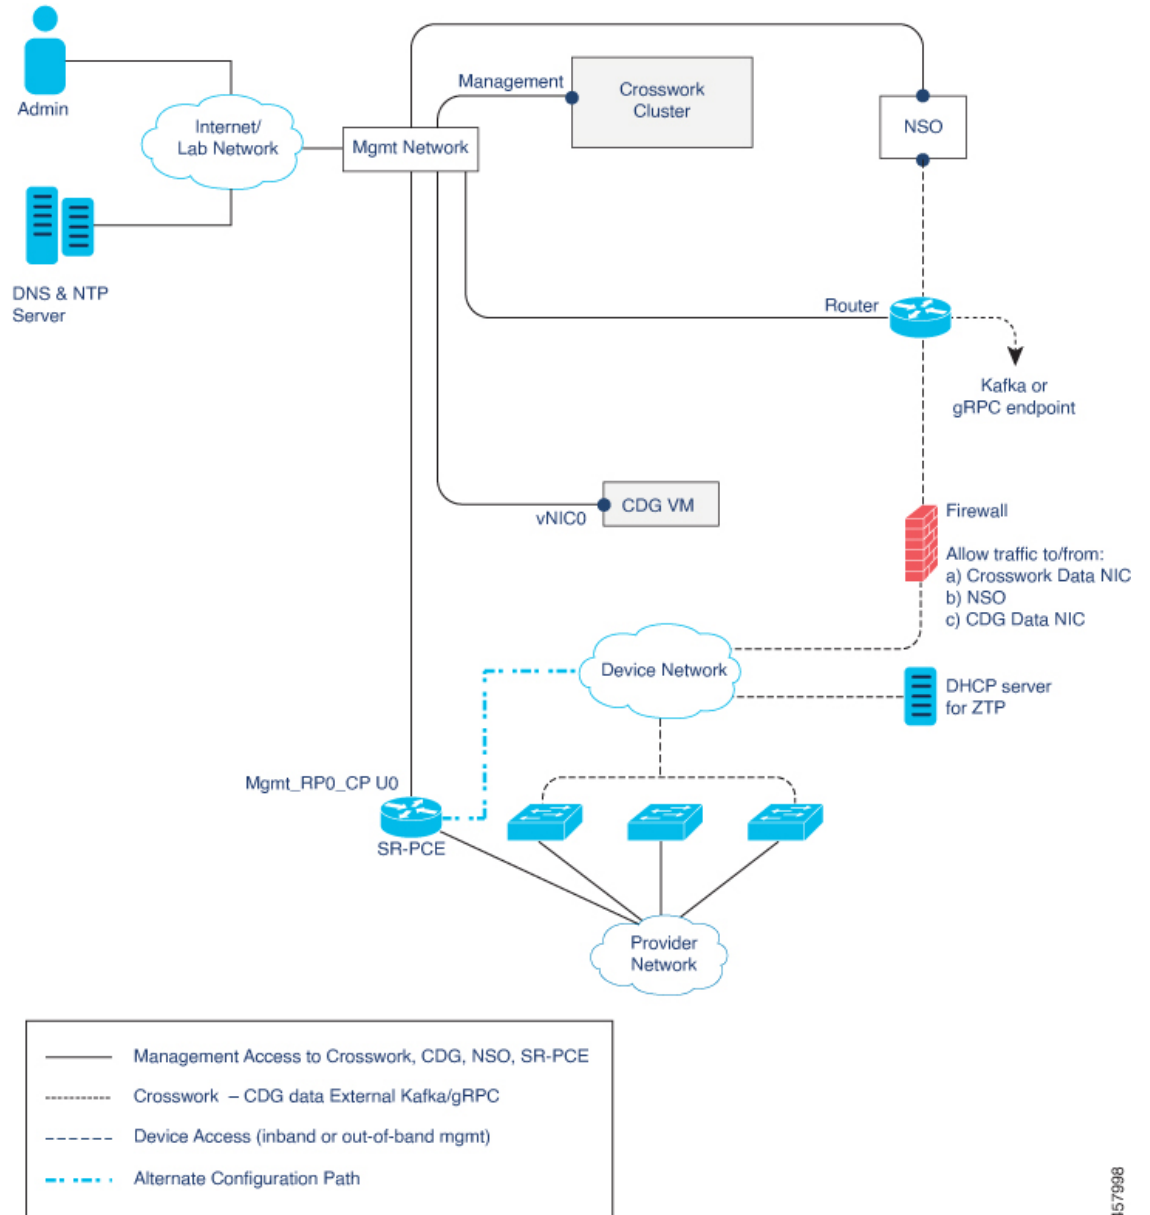 Admin
Internet/
Lab Network
DNS & NTP
Server
Mgmt Network
Management
Crosswork
Cluster
NSO
Router
Kafka or
gRPC endpoint
vNIC0
CDG VM
Firewall
Allow traffic to/from:
a) Crosswork Data NIC
b) NSO
c) CDG Data NIC
Device Network
DHCP server
for ZTP
Mgmt_RP0_CP U0
SR-PCE
Provider
Network
Management Access to Crosswork, CDG, NSO, SR-PCE
Crosswork – CDG data External Kafka/gRPC
Device Access (inband or out-of-band mgmt)
Alternate Configuration Path
457998